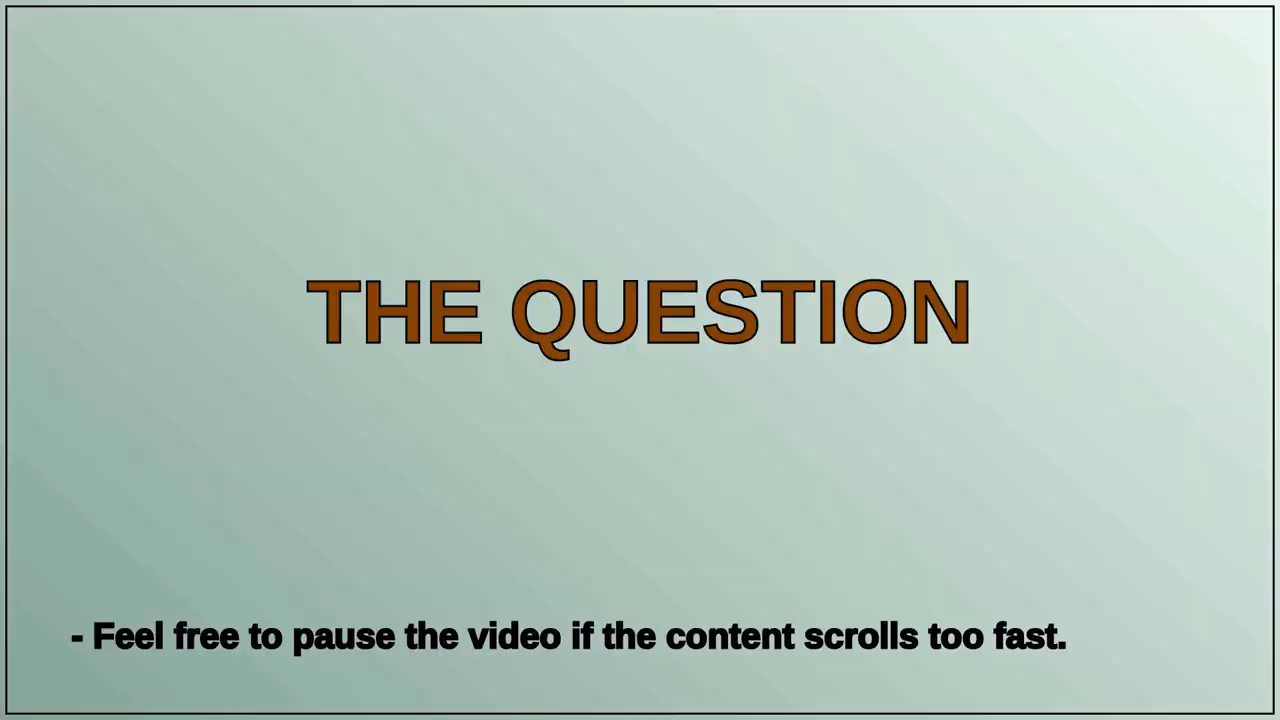 THE QUESTION
- Feel free to pause the video if the content scrolls too fast.